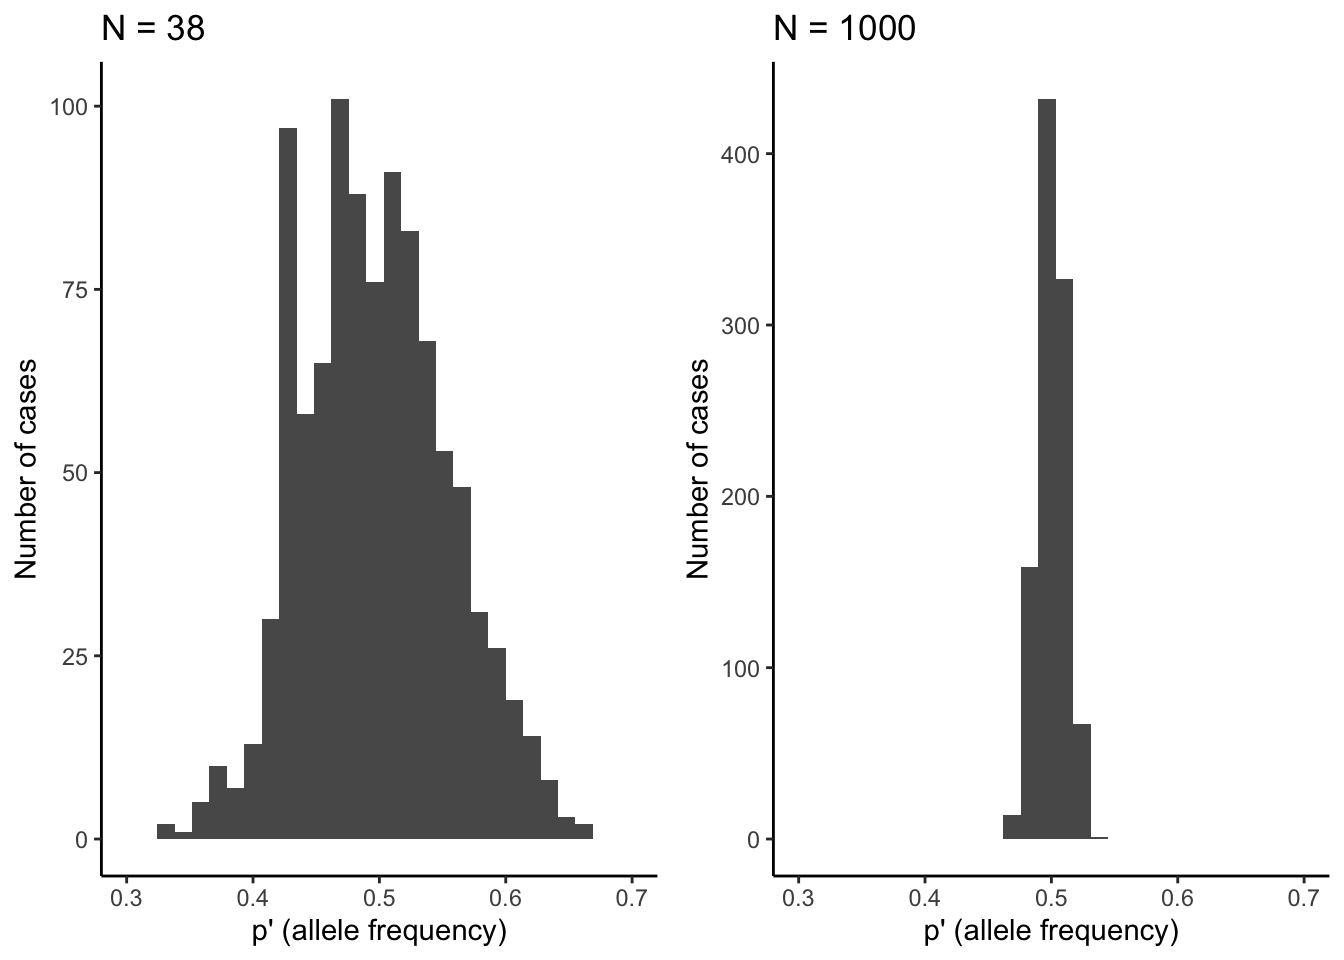 N = 38
Number of cases
100
75
50
25
0
0.3 0.4 0.5 0.6 0.7
p' (allele frequency)
N = 1000
Number of cases
400
300
200
100
0
0.3 0.4 0.5 0.6 0.7
p' (allele frequency)